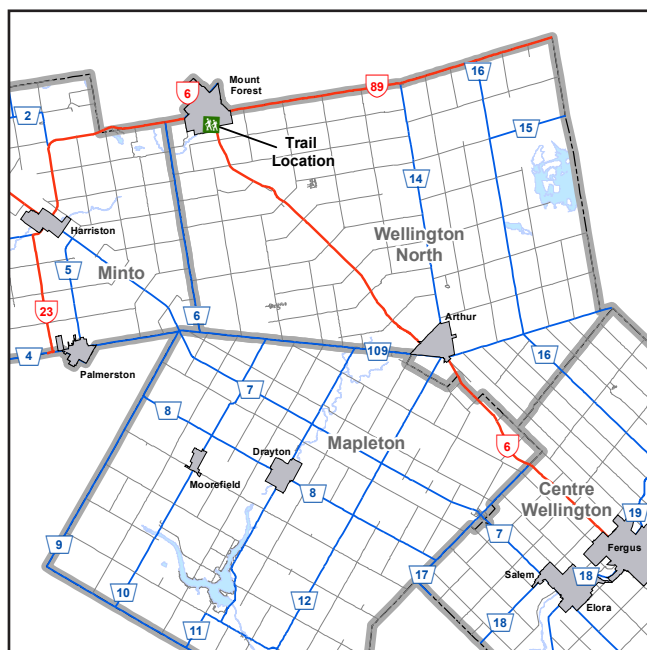 16
6
Mount
Forest
89
2
15
Trail
Location
14
Harriston
Wellington
North
5
Minto
23
6
Arthur
4
109
16
Palmerston
7
8
Mapleton
6
Drayton
Moorefield
8
Centre
Wellington
19
7
Fergus
9
17
Salem
18
10
12
Elora
11
18